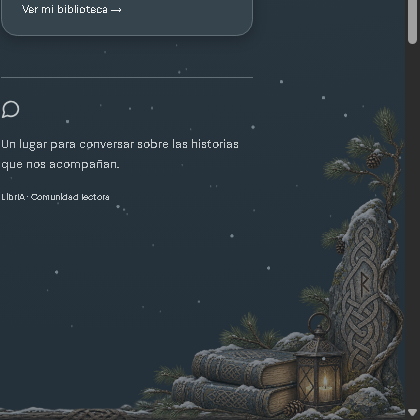 Ver mi biblioteca →
Un lugar para conversar sobre las historias
que nos acompañan.
LibrIA · Comunidad lectora